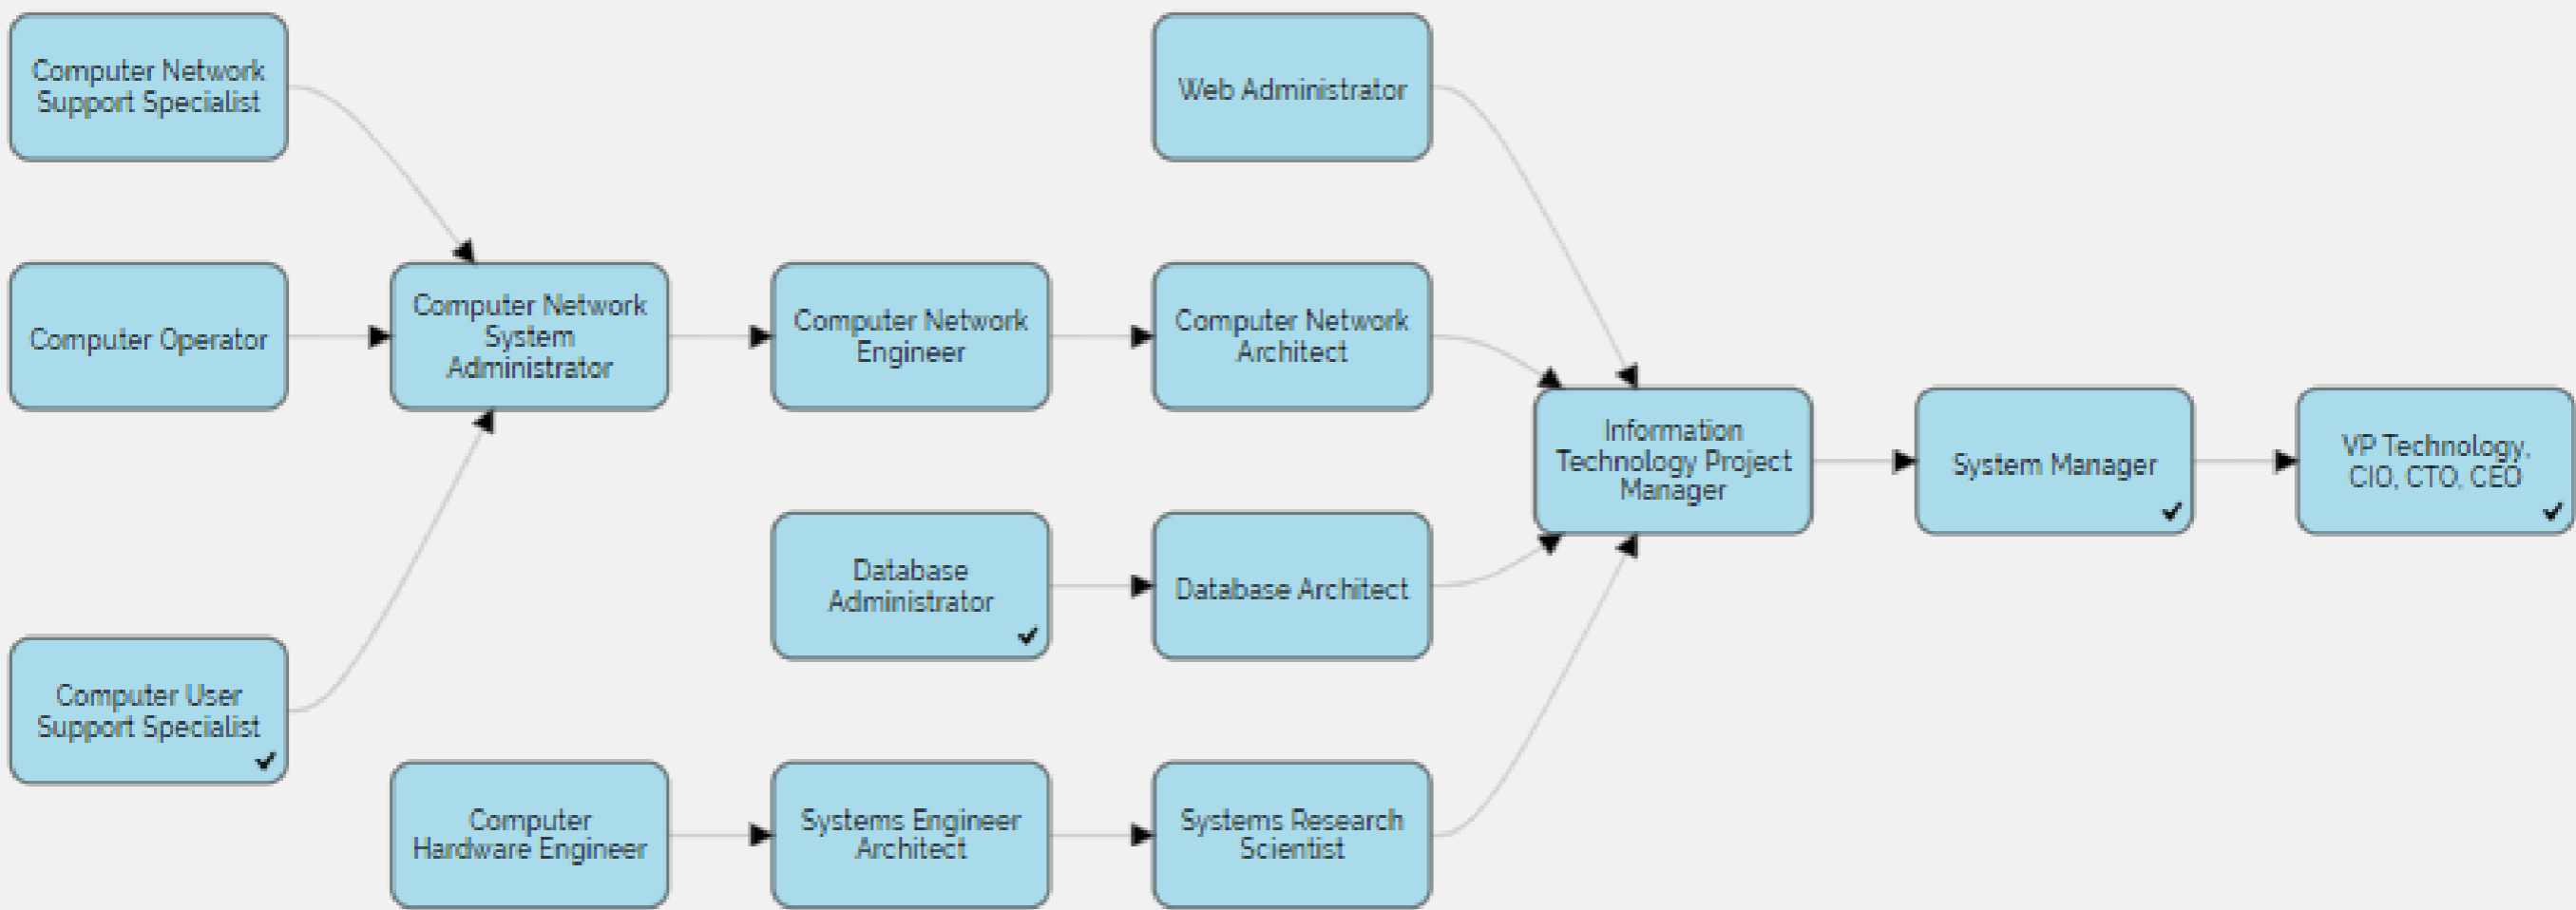 Computer Network
Support Specialist
Web Administrator
Computer Operator
Computer Network
System
Administrator
Computer Network
Engineer
Computer Network
Architect
Information
Technology Project
Manager
System Manager
VP Technology,
CIO, CTO, CEO
Database
Administrator
Database Architect
Computer User
Support Specialist
Computer
Hardware Engineer
Systems Engineer
Architect
Systems Research
Scientist